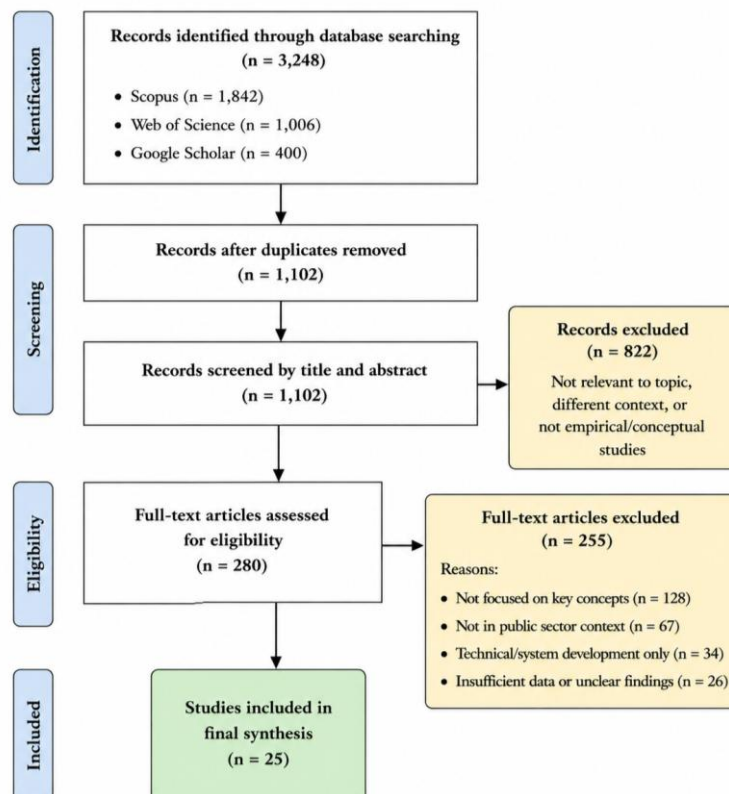 Identification
Records identified through database searching
(n = 3,248)
• Scopus (n = 1,842)
• Web of Science (n = 1,006)
• Google Scholar (n = 400)
Screening
Records after duplicates removed
(n = 1,102)
Records screened by title and abstract
(n = 1,102)
Records excluded
(n = 822)
Not relevant to topic,
different context, or
not empirical/conceptual
studies
Eligibility
Full-text articles assessed
for eligibility
(n = 280)
Full-text articles excluded
(n = 255)
Reasons:
• Not focused on key concepts (n = 128)
• Not in public sector context (n = 67)
• Technical/system development only (n = 34)
• Insufficient data or unclear findings (n = 26)
Included
Studies included in
final synthesis
(n = 25)